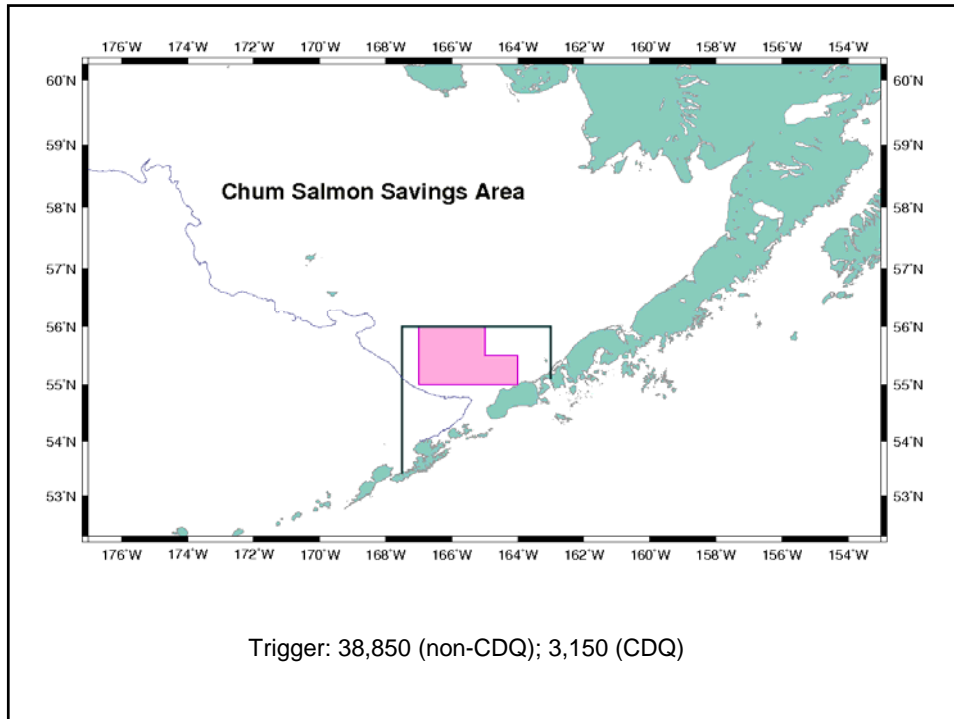 176°W 174°W 172°W 170°W 168°W 166°W 164°W 162°W 160°W 158°W 156°W 154°W
60°N 60°N
59°N 59°N
Chum Salmon Savings Area
58°N 58°N
57°N 57°N
56°N 56°N
55°N 55°N
54°N 54°N
53°N 53°N
176°W 174°W 172°W 170°W 168°W 166°W 164°W 162°W 160°W 158°W 156°W 154°W
Trigger: 38,850 (non-CDQ); 3,150 (CDQ)